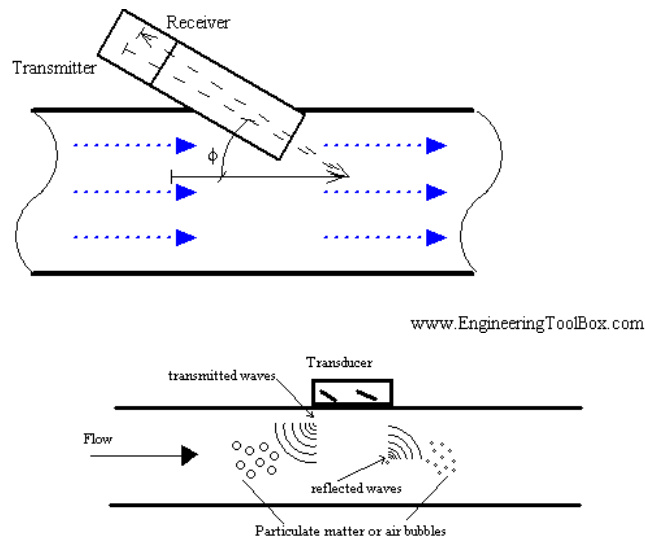 Receiver
Transmitter
ϕ
www.EngineeringToolBox.com
Transducer
transmitted waves
Flow
reflected waves
Particulate matter or air bubbles